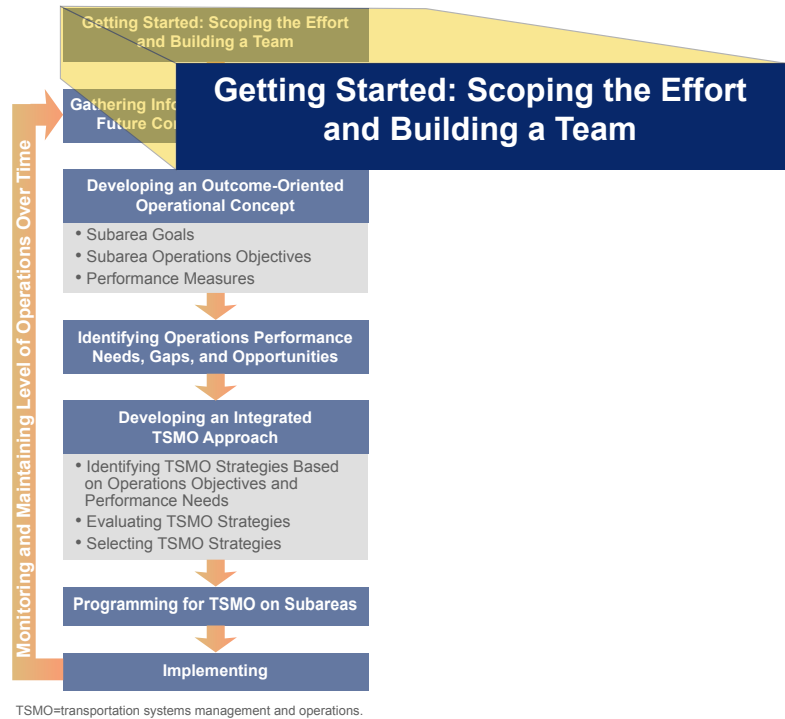 Getting Started: Scoping the Effort
and Building a Team
Getting Started: Scoping the Effort
and Building a Team
Gathering Info
Future Con
Developing an Outcome-Oriented
Operational Concept
• Subarea Goals
• Subarea Operations Objectives
• Performance Measures
Identifying Operations Performance
Needs, Gaps, and Opportunities
Developing an Integrated
TSMO Approach
• Identifying TSMO Strategies Based
on Operations Objectives and
Performance Needs
• Evaluating TSMO Strategies
• Selecting TSMO Strategies
Programming for TSMO on Subareas
Implementing
Monitoring and Maintaining Level of Operations Over Time
TSMO=transportation systems management and operations.